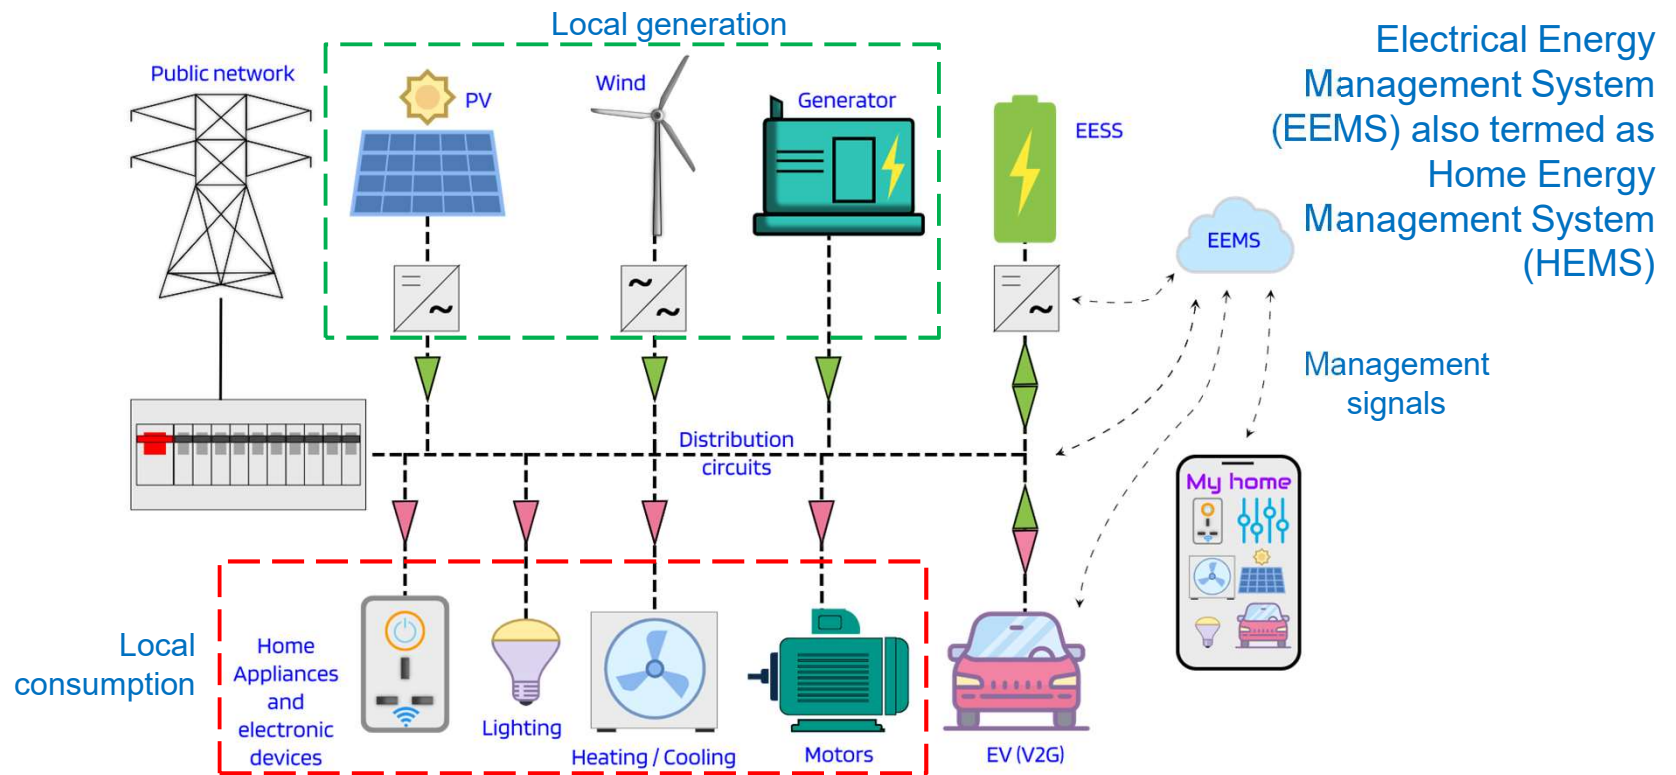 Local generation
Electrical Energy
Management System
(EEMS) also termed as
Home Energy
Management System
(HEMS)
Public network
PV
Wind
Generator
EESS
EEMS
Management
signals
Distribution
circuits
My home
Local
consumption
Home
Appliances
and
electronic
devices
Lighting
Heating / Cooling
Motors
EV (V2G)